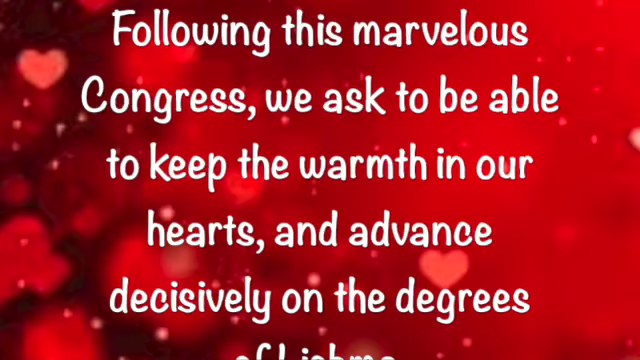 Following this marvelous
Congress, we ask to be able
to keep the warmth in our
hearts, and advance
decisively on the degrees
of Lishma